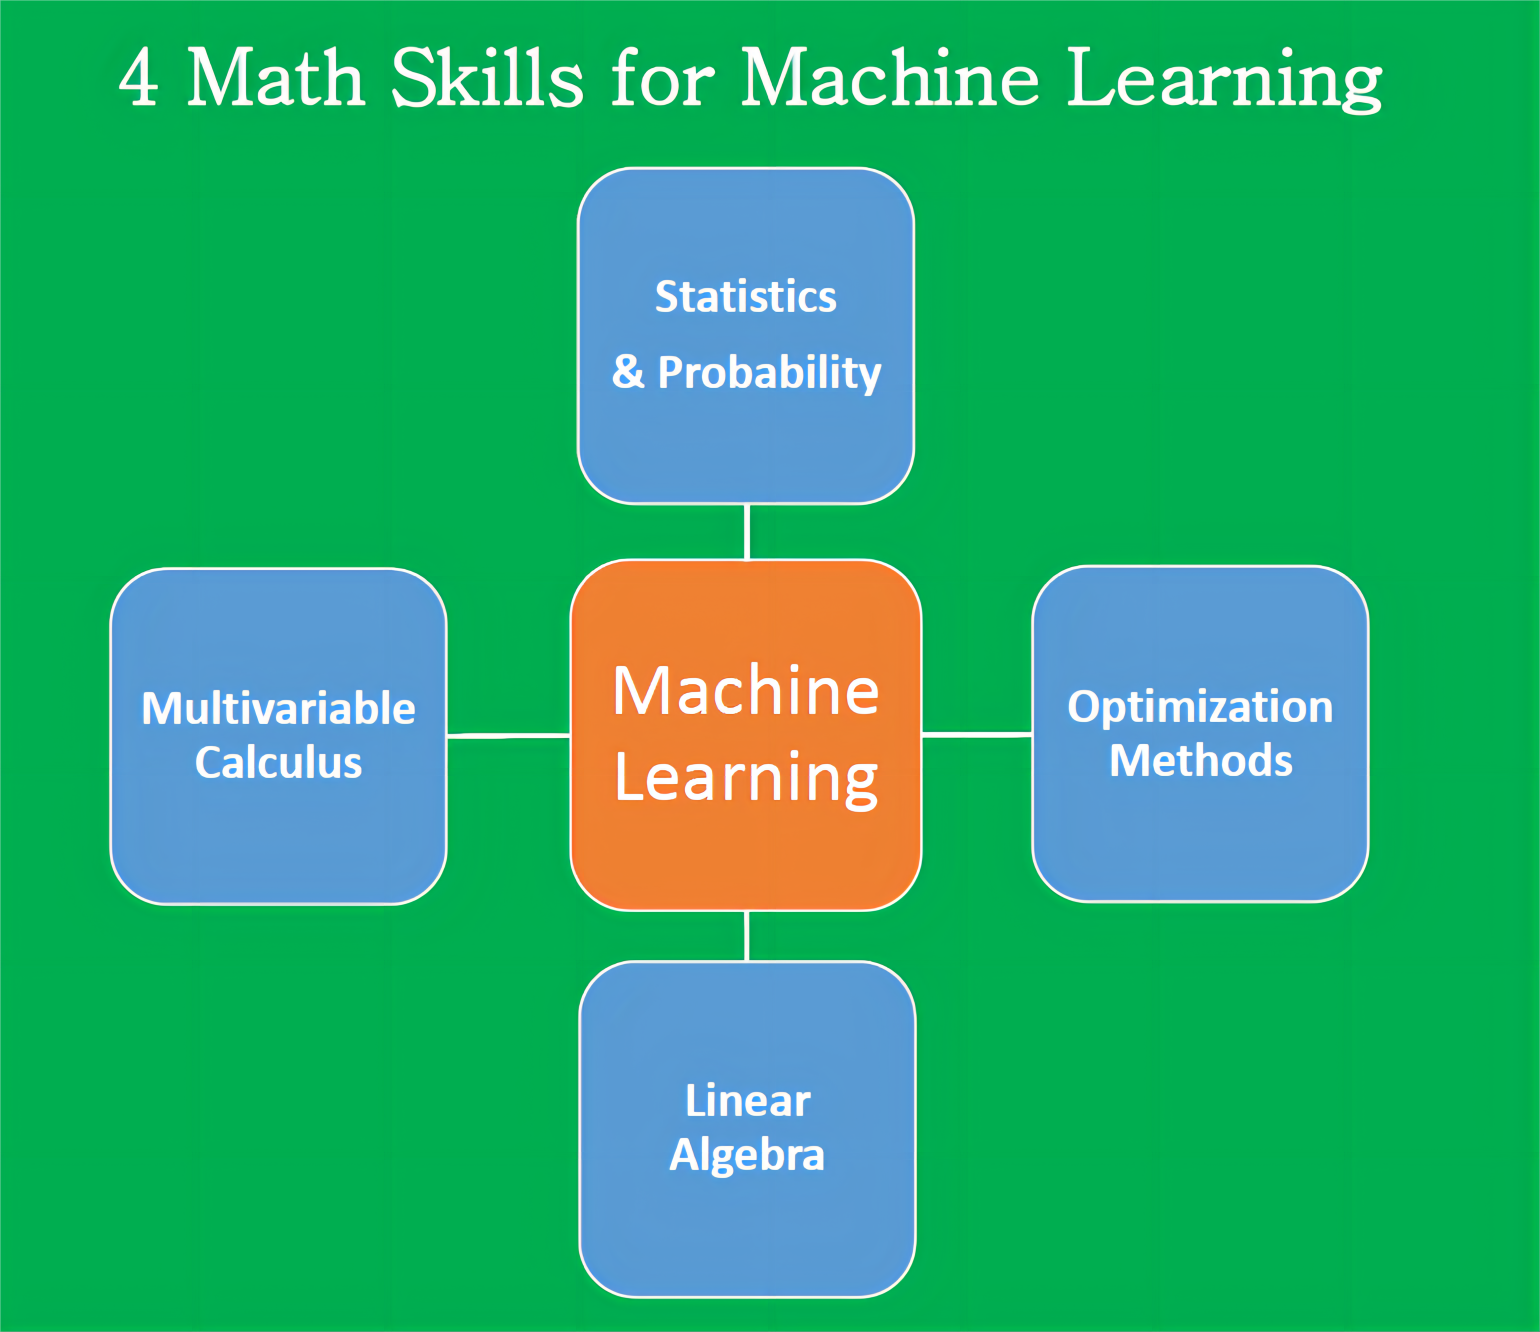 4 Math Skills for Machine Learning
Statistics
& Probability
Multivariable
Calculus
Machine
Learning
Optimization
Methods
Linear
Algebra